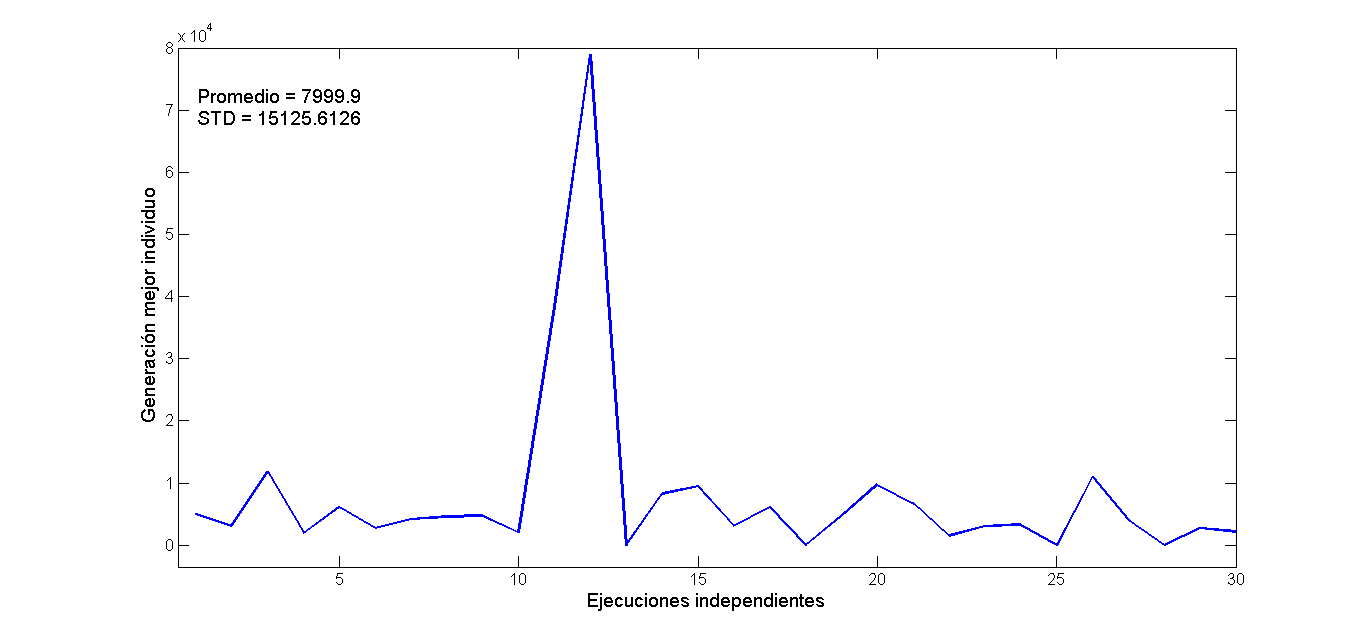 x 10^4
8
7
6
5
4
3
2
1
0
Promedio = 7999.9
STD = 15125.6126
Generación mejor individuo
5 10 15 20 25 30
Ejecuciones independientes